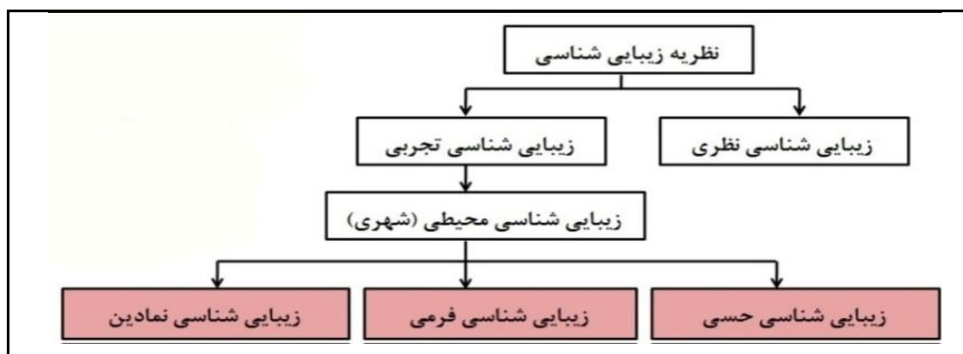 نظریه زیبایی شناسی
زیبایی شناسی نظری
زیبایی شناسی تجربی
زیبایی شناسی محیطی (شهری)
زیبایی شناسی حسی
زیبایی شناسی فرمی
زیبایی شناسی نمادین